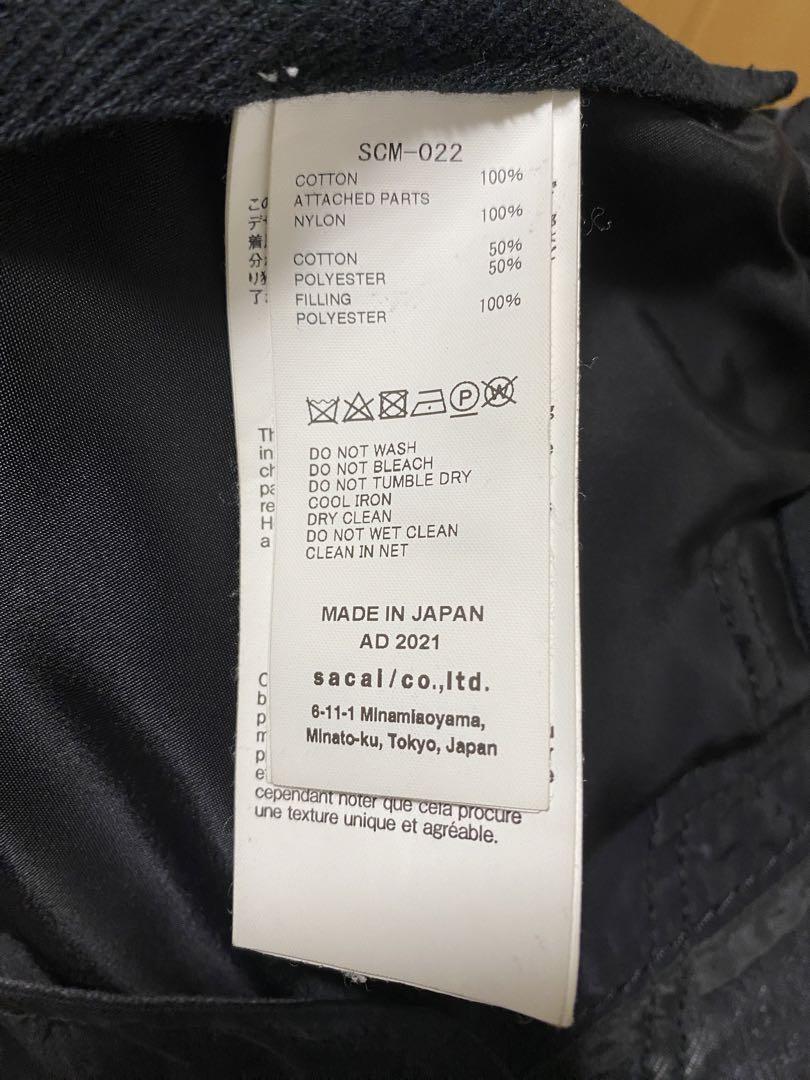 SCM-022
COTTON 100%
ATTACHED PARTS
NYLON 100%
COTTON 50%
POLYESTER 50%
FILLING
POLYESTER 100%
P W
DO NOT WASH
DO NOT BLEACH
DO NOT TUMBLE DRY
COOL IRON
DRY CLEAN
DO NOT WET CLEAN
CLEAN IN NET
MADE IN JAPAN
AD 2021
sacai/co.,ltd.
6-11-1 Minamiaoyama,
Minato-ku, Tokyo, Japan
cependant noter que cela procure
une texture unique et agréable.